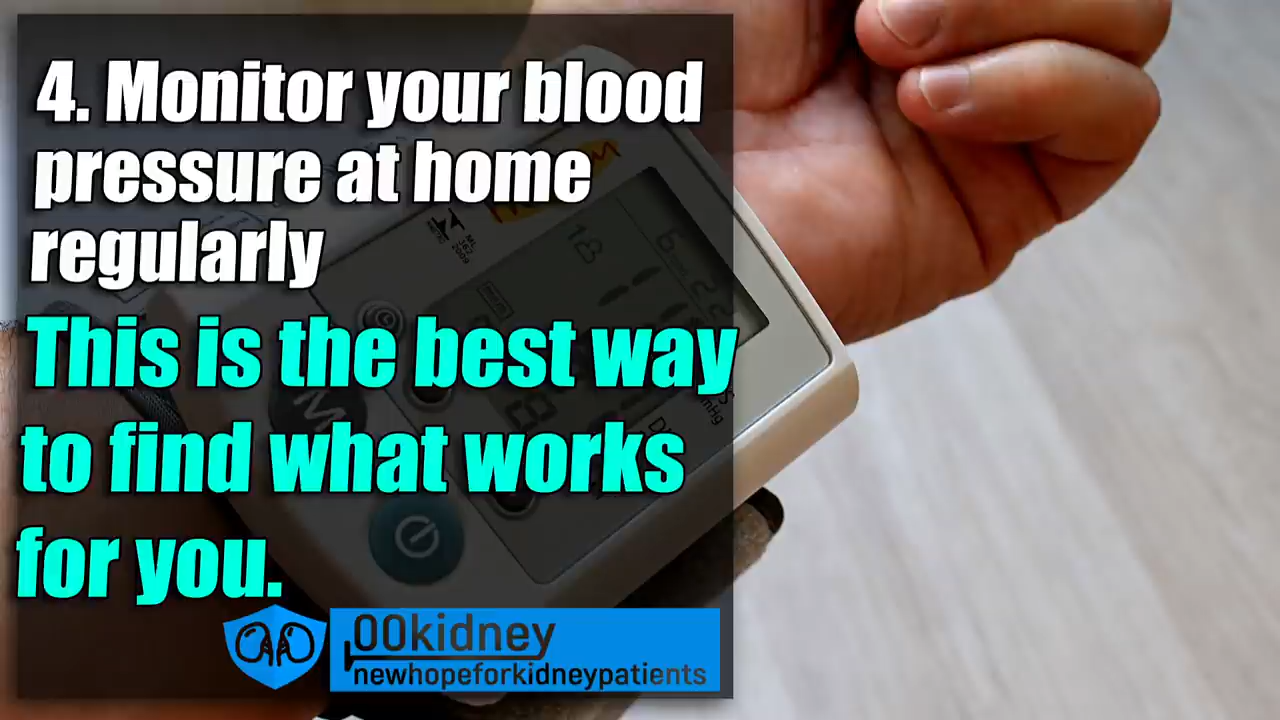 4. Monitor your blood
pressure at home
regularly
This is the best way
to find what works
for you.
00kidney
newhopeforkidneypatients
M
mmHg